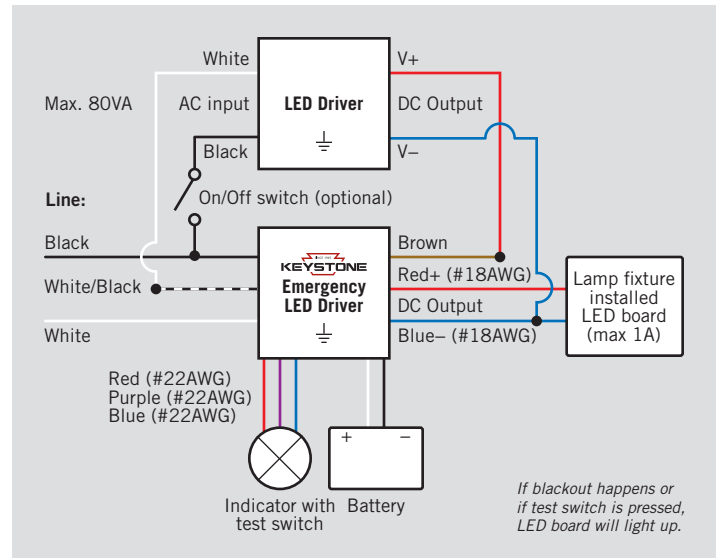 White
V+
Max. 80VA
AC input
LED Driver
DC Output
Black
V–
Line:
On/Off switch (optional)
Black
Brown
KEYSTONE
Red+ (#18AWG)
White/Black
Emergency
LED Driver
DC Output
White
Blue– (#18AWG)
Lamp fixture
installed
LED board
(max 1A)
Red (#22AWG)
Purple (#22AWG)
Blue (#22AWG)
+ –
Indicator with
test switch
Battery
If blackout happens or
if test switch is pressed,
LED board will light up.